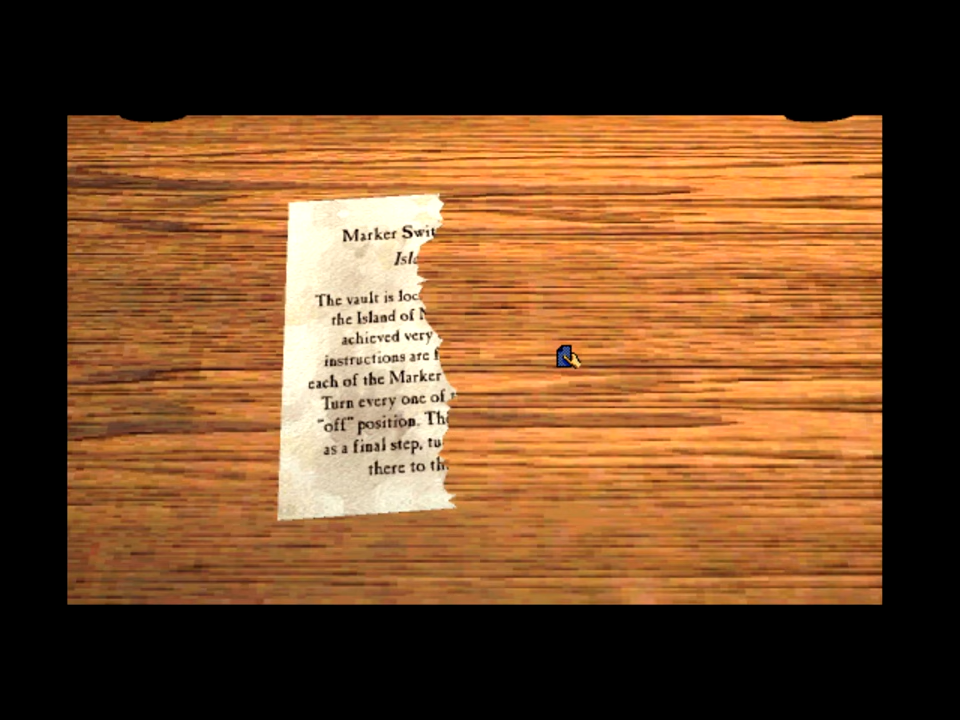 Marker Swit
Isla
The vault is loc
the Island of
achieved very
instructions are f
each of the Marker
Turn every one of
"off" position. Th
as a final step, tu
there to th